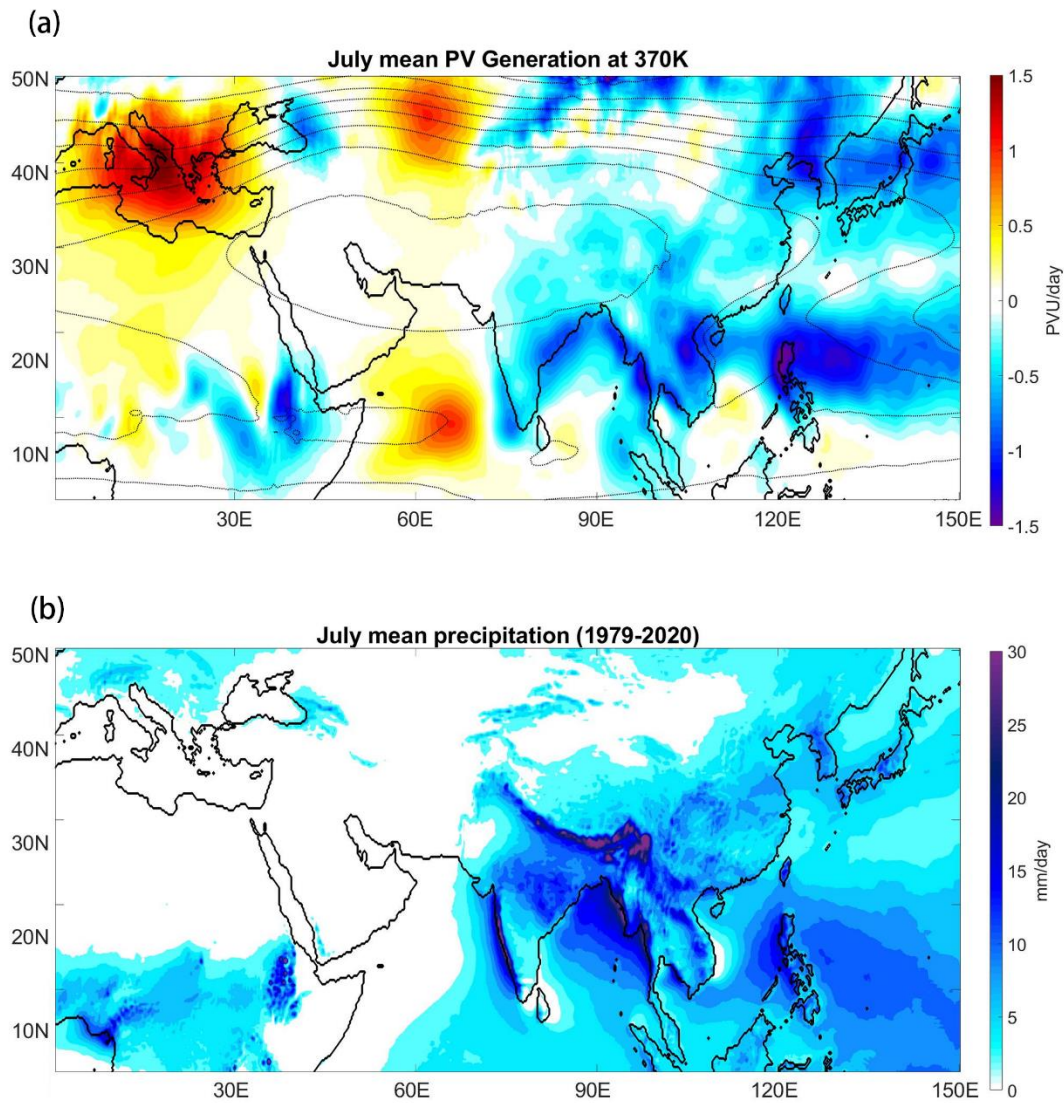 (a)
July mean PV Generation at 370K
50N
40N
30N
20N
10N
30E
60E
90E
120E
150E
1.5
1
0.5
0
-0.5
-1
-1.5
PVU/day
(b)
July mean precipitation (1979-2020)
50N
40N
30N
20N
10N
30E
60E
90E
120E
150E
30
25
20
15
10
5
0
mm/day